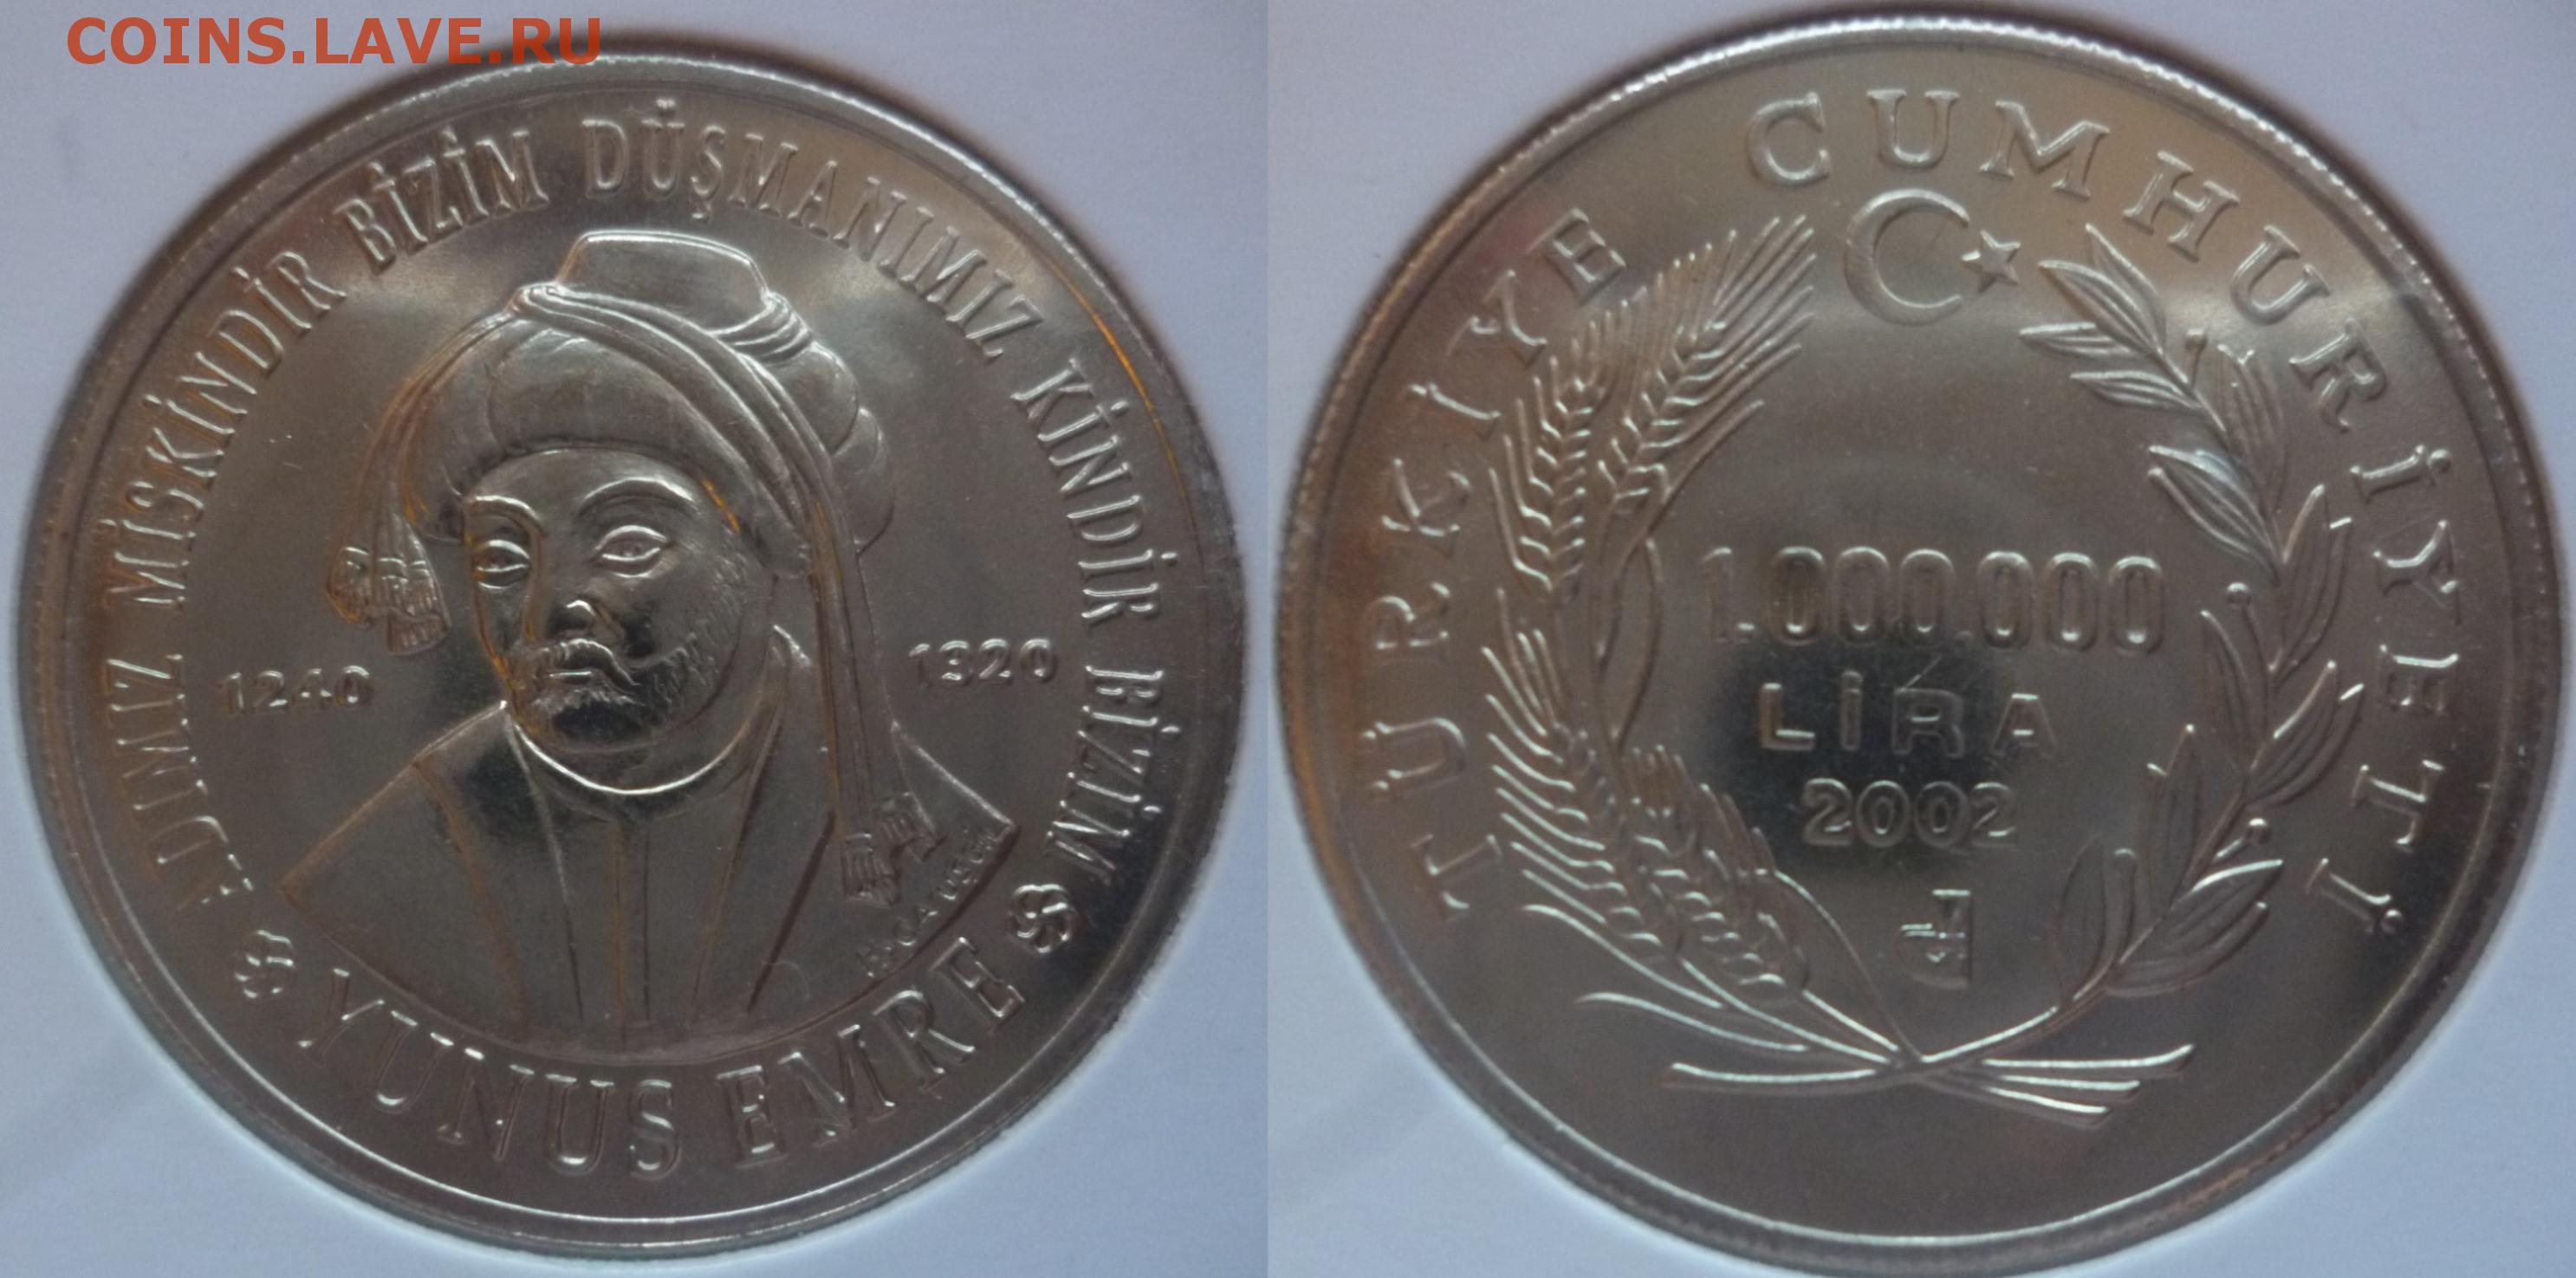 COINS.LAVE.RU
ADIMIZ MİSKİNDİR BİZİM DÜŞMANIMIZ KİNDİR BİZİM
1240
1320
YUNUS EMRE
TÜRKİYE CUMHURİYETİ
1.000.000
LİRA
2002